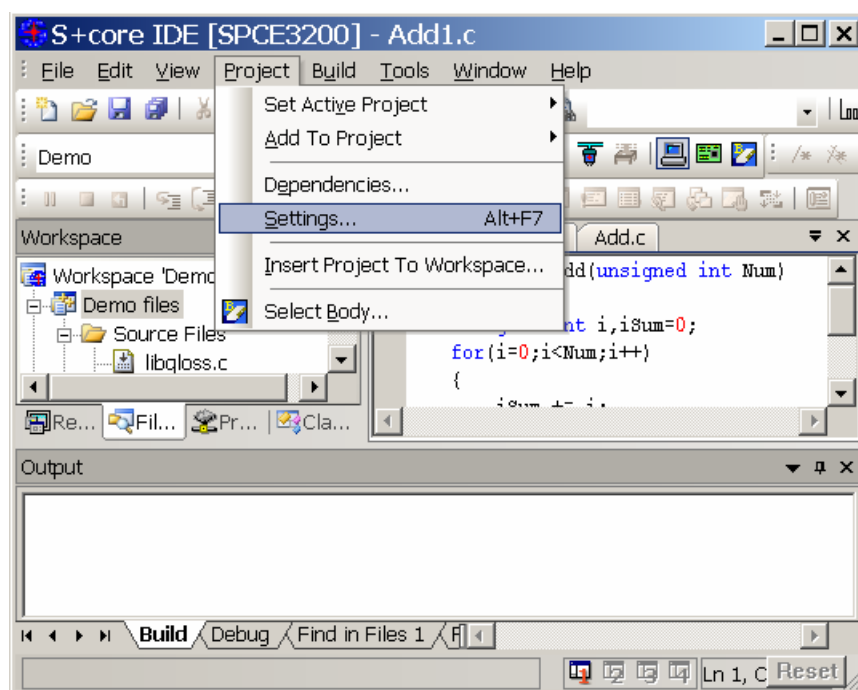 S+core IDE [SPCE3200] - Add1.c
File Edit View Project Build Tools Window Help
Set Active Project
Add To Project
Demo
Dependencies...
Settings... Alt+F7
Workspace
Add.c
Insert Project To Workspace...
dd(unsigned int Num)
Workspace 'Demo
Demo files
Select Body...
nt i,iSum=0;
Source Files
for(i=0;i<Num;i++)
libgloss.c
{
iSum += i;
Re... Fil... Pr... Cla...
Output
Build Debug Find in Files 1 F
Ln 1, C Reset